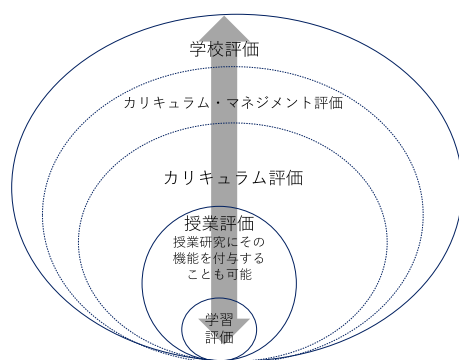 学校評価
カリキュラム・マネジメント評価
カリキュラム評価
授業評価
授業研究にその
機能を付与する
ことも可能
学習
評価